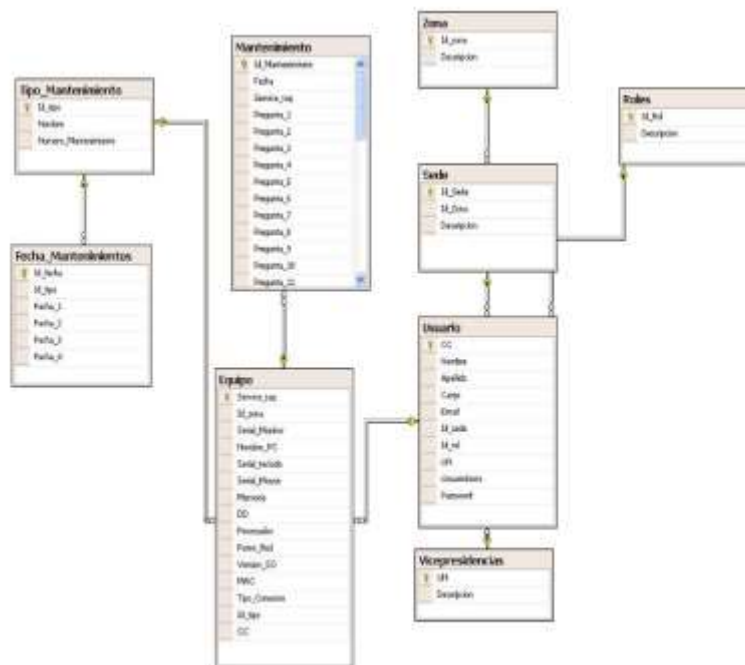 Tipo_Mantenimiento
Id_tipo
Nombre
Numero_Mantenimiento
Fecha_Mantenimientos
Id_fecha
Id_tipo
Fecha_1
Fecha_2
Fecha_3
Fecha_4
Mantenimiento
Id_Mantenimiento
Fecha
Service_tag
Pregunta_1
Pregunta_2
Pregunta_3
Pregunta_4
Pregunta_5
Pregunta_6
Pregunta_7
Pregunta_8
Pregunta_9
Pregunta_10
Pregunta_11
Equipo
Service_tag
Id_zona
Serial_Monitor
Nombre_PC
Serial_teclado
Serial_Mouse
Memoria
DD
Procesador
Punto_Red
Version_SO
MAC
Tipo_Conexion
Id_tipo
CC
Zona
Id_zona
Descripcion
Sede
Id_Sede
Id_Zona
Descripcion
Usuario
CC
Nombre
Apellido
Cargo
Email
Id_sede
Id_rol
UPI
Password
Vicepresidencias
UPI
Descripcion
Roles
Id_Rol
Descripcion